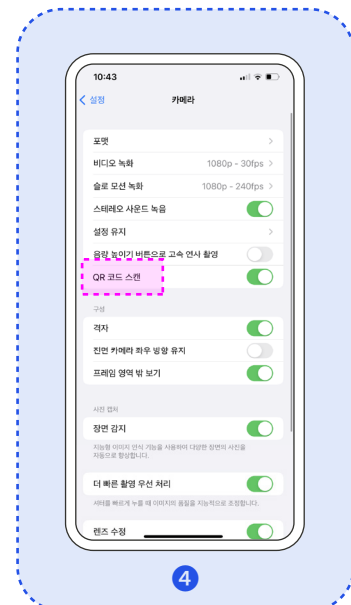 10:43
설정
카메라
포맷
비디오 녹화 1080p - 30fps
슬로 모션 녹화 1080p - 240fps
스테레오 사운드 녹음
설정 유지
음량 높이기 버튼으로 고속 연사 촬영
QR 코드 스캔
구성
격자
전면 카메라 좌우 방향 유지
프레임 영역 밖 보기
사진 캡처
장면 감지
지능형 이미지 인식 기능을 사용하여 다양한 장면의 사진을
자동으로 향상합니다.
더 빠른 촬영 우선 처리
셔터를 빠르게 누를 때 이미지의 품질을 지능적으로 조정합니다.
렌즈 수정
4